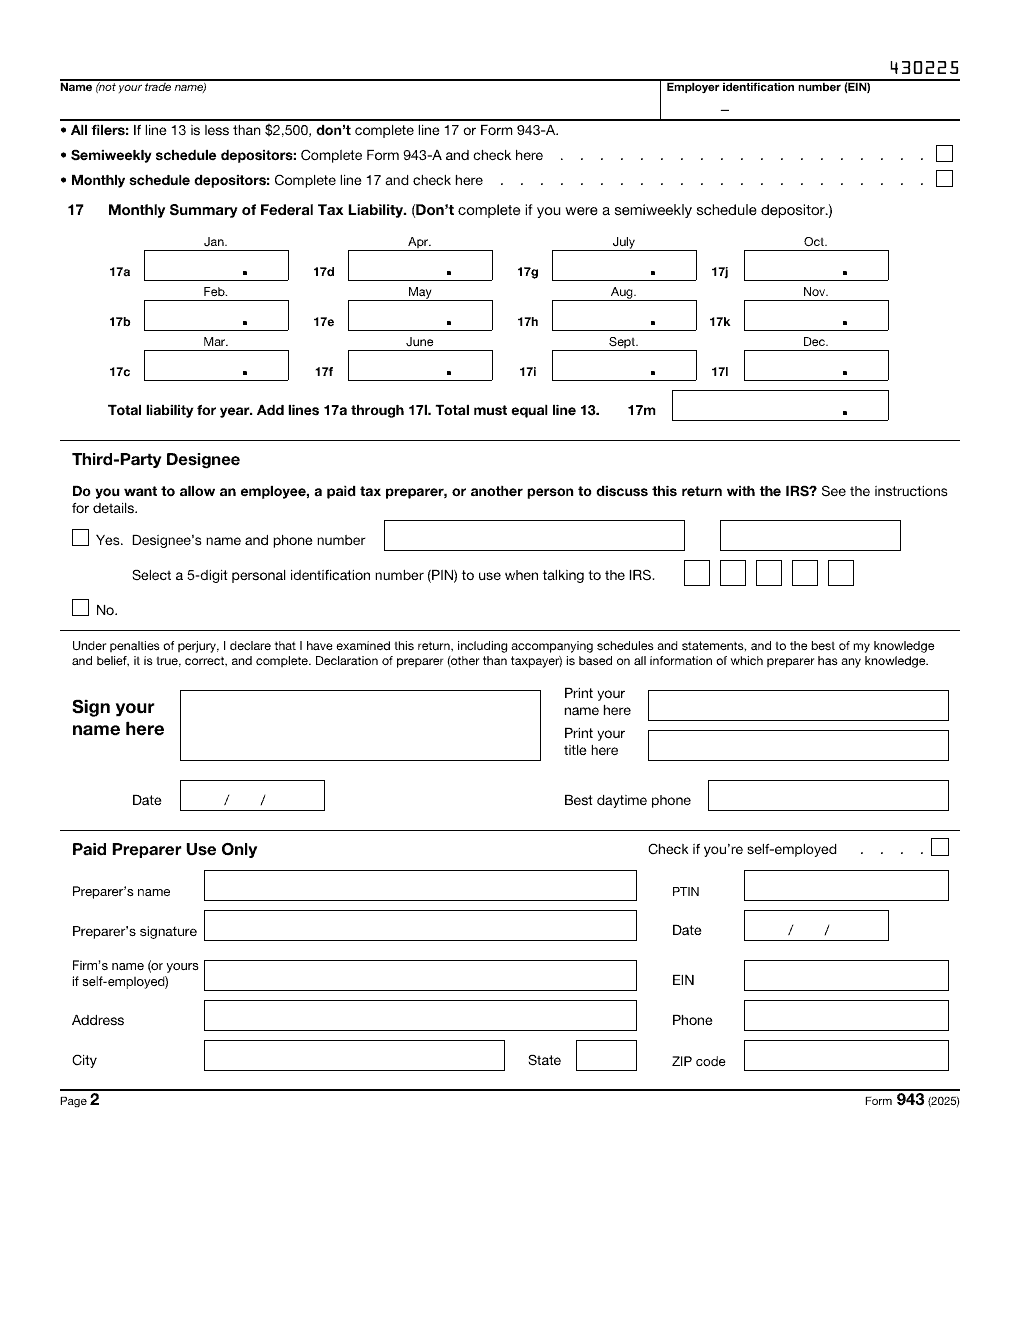 430225
Name (not your trade name) Employer identification number (EIN)
–
• All filers: If line 13 is less than $2,500, don’t complete line 17 or Form 943-A.
• Semiweekly schedule depositors: Complete Form 943-A and check here . . . . . . . . . . . . . . . . . . .
• Monthly schedule depositors: Complete line 17 and check here . . . . . . . . . . . . . . . . . . . . . .
17 Monthly Summary of Federal Tax Liability. (Don’t complete if you were a semiweekly schedule depositor.)
Jan. Apr. July Oct.
17a . 17d . 17g . 17j .
Feb. May Aug. Nov.
17b . 17e . 17h . 17k .
Mar. June Sept. Dec.
17c . 17f . 17i . 17l .
Total liability for year. Add lines 17a through 17l. Total must equal line 13. 17m .
Third-Party Designee
Do you want to allow an employee, a paid tax preparer, or another person to discuss this return with the IRS? See the instructions
for details.
Yes. Designee’s name and phone number
Select a 5-digit personal identification number (PIN) to use when talking to the IRS.
No.
Under penalties of perjury, I declare that I have examined this return, including accompanying schedules and statements, and to the best of my knowledge
and belief, it is true, correct, and complete. Declaration of preparer (other than taxpayer) is based on all information of which preparer has any knowledge.
Sign your
name here
Print your
name here
Print your
title here
Date / / Best daytime phone
Paid Preparer Use Only Check if you’re self-employed . . . .
Preparer’s name PTIN
Preparer’s signature Date / /
Firm’s name (or yours
if self-employed) EIN
Address Phone
City State ZIP code
Page 2 Form 943 (2025)